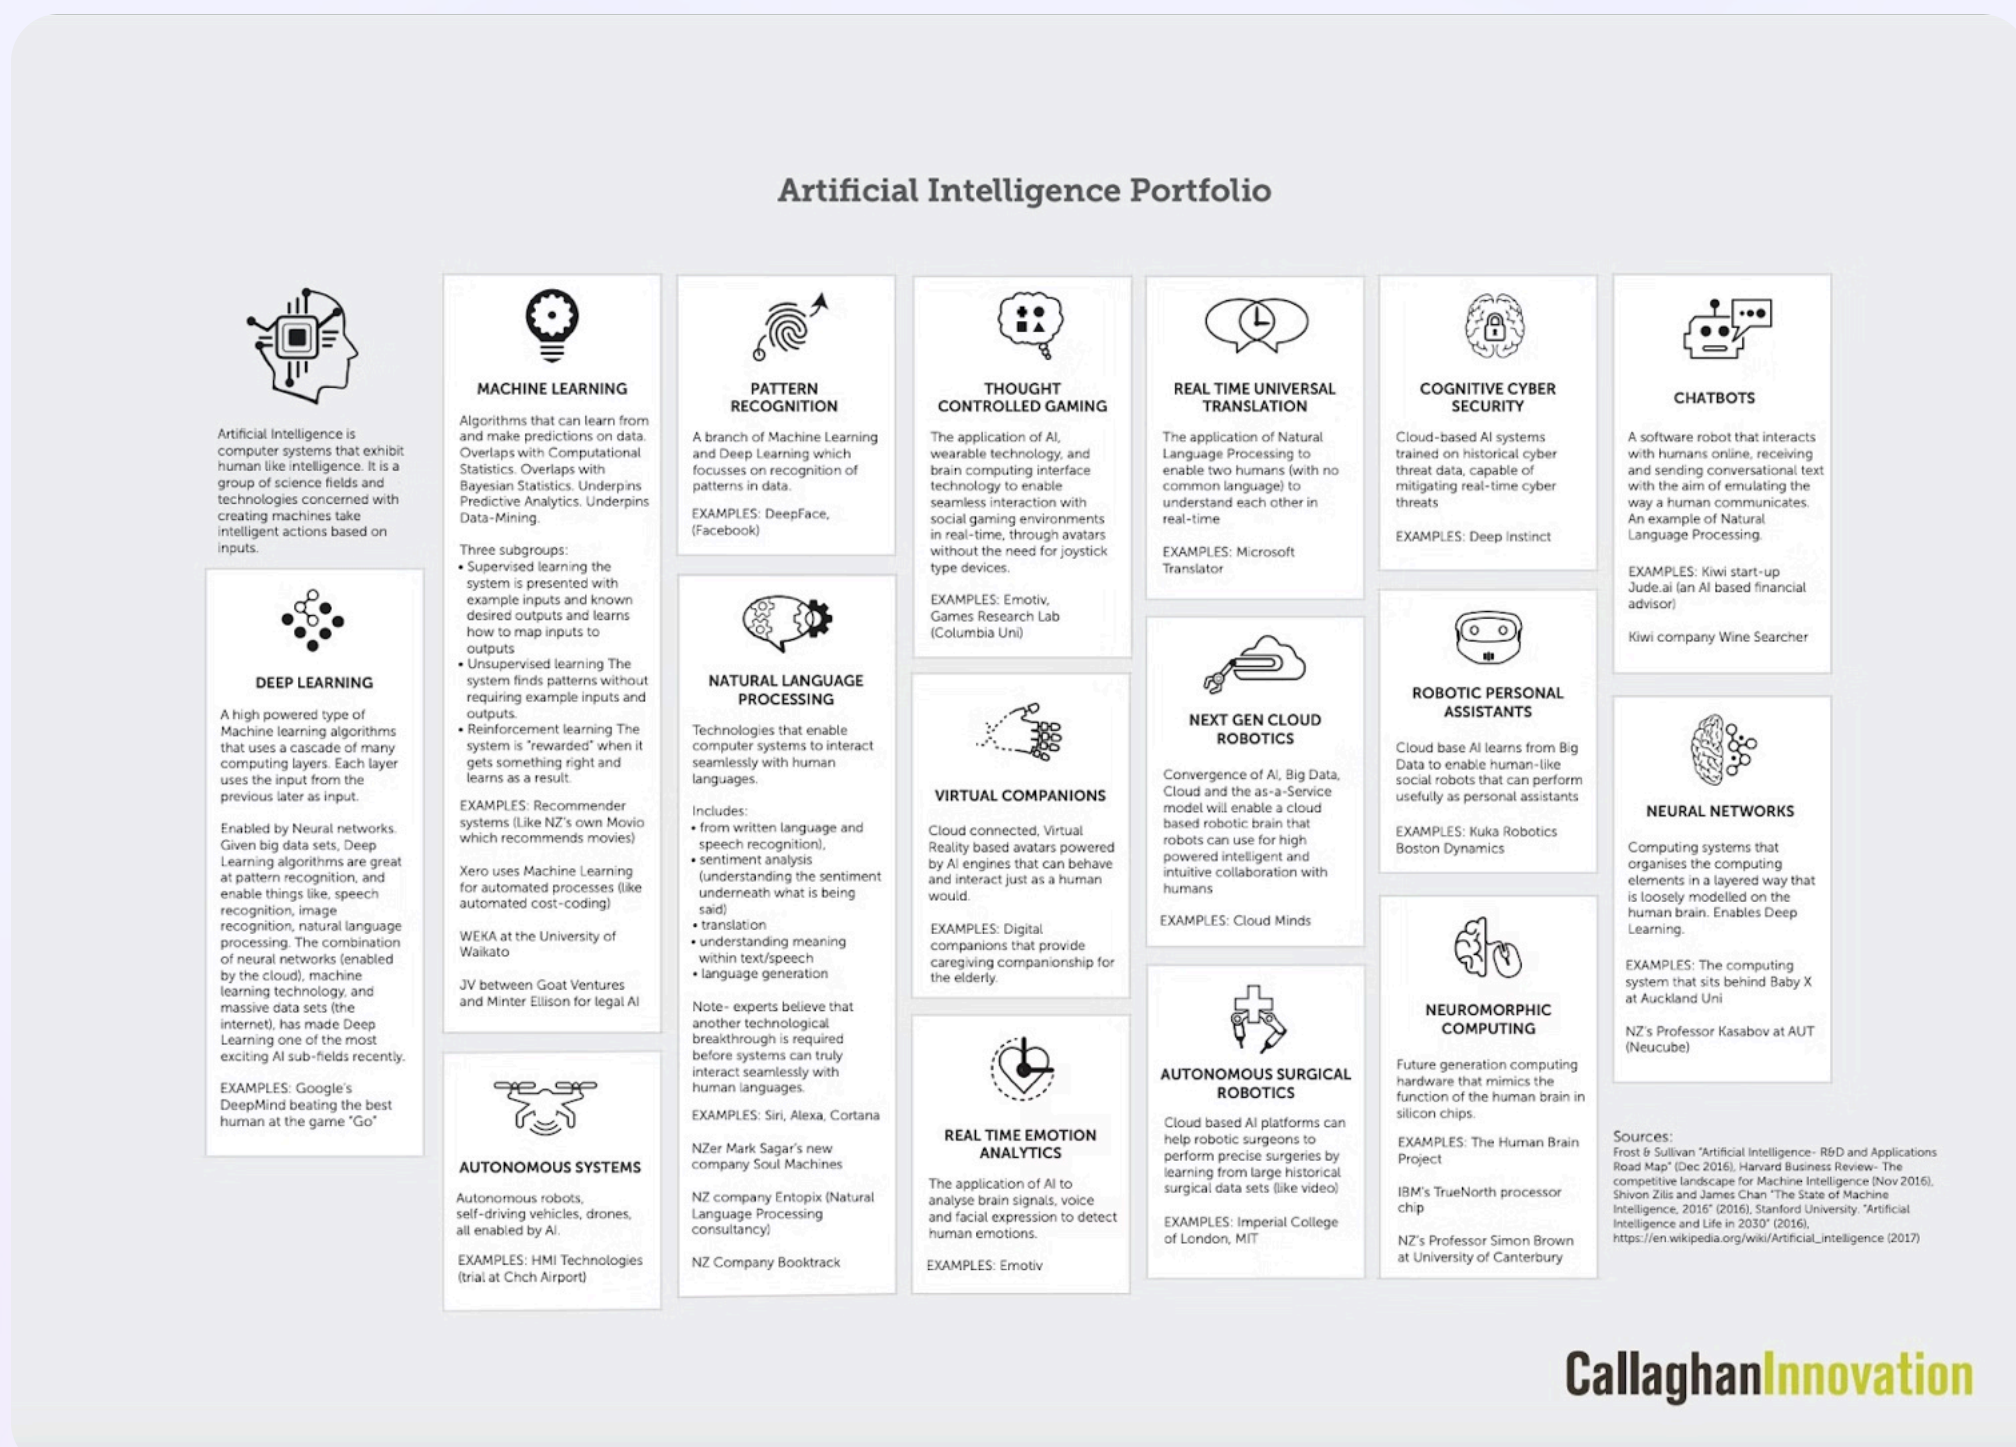 Artificial Intelligence Portfolio
Artificial Intelligence is
computer systems that exhibit
human like intelligence. It is a
group of science fields and
technologies concerned with
creating machines take
intelligent actions based on
inputs.
DEEP LEARNING
A high powered type of
Machine learning algorithms
that uses a cascade of many
computing layers. Each layer
uses the input from the
previous later as input.
Enabled by Neural networks.
Given big data sets, Deep
Learning algorithms are great
at pattern recognition, and
enable things like, speech
recognition, image
recognition, natural language
processing. The combination
of neural networks (enabled
by the cloud), machine
learning technology, and
massive data sets (the
internet), has made Deep
Learning one of the most
exciting AI sub-fields recently.
EXAMPLES: Google's
DeepMind beating the best
human at the game "Go"
MACHINE LEARNING
Algorithms that can learn from
and make predictions on data.
Overlaps with Computational
Statistics. Overlaps with
Bayesian Statistics. Underpins
Predictive Analytics. Underpins
Data-Mining.
Three subgroups:
• Supervised learning the
system is presented with
example inputs and known
desired outputs and learns
how to map inputs to
outputs
• Unsupervised learning The
system finds patterns without
requiring example inputs and
outputs.
• Reinforcement learning The
system is "rewarded" when it
gets something right and
learns as a result.
EXAMPLES: Recommender
systems (Like NZ's own Movio
which recommends movies)
Xero uses Machine Learning
for automated processes (like
automated cost-coding)
WEKA at the University of
Waikato
JV between Goat Ventures
and Minter Ellison for legal AI
AUTONOMOUS SYSTEMS
Autonomous robots,
self-driving vehicles, drones,
all enabled by AI.
EXAMPLES: HMI Technologies
(trial at Chch Airport)
PATTERN
RECOGNITION
A branch of Machine Learning
and Deep Learning which
focusses on recognition of
patterns in data.
EXAMPLES: DeepFace,
(Facebook)
NATURAL LANGUAGE
PROCESSING
Technologies that enable
computer systems to interact
seamlessly with human
languages.
Includes:
• from written language and
speech recognition),
• sentiment analysis
(understanding the sentiment
underneath what is being
said)
• translation
• understanding meaning
within text/speech
• language generation
Note- experts believe that
another technological
breakthrough is required
before systems can truly
interact seamlessly with
human languages.
EXAMPLES: Siri, Alexa, Cortana
NZer Mark Sagar's new
company Soul Machines
NZ company Entopix (Natural
Language Processing
consultancy)
NZ Company Booktrack
THOUGHT
CONTROLLED GAMING
The application of AI,
wearable technology, and
brain computing interface
technology to enable
seamless interaction with
social gaming environments
in real-time, through avatars
without the need for joystick
type devices.
EXAMPLES: Emotiv,
Games Research Lab
(Columbia Uni)
VIRTUAL COMPANIONS
Cloud connected, Virtual
Reality based avatars powered
by AI engines that can behave
and interact just as a human
would.
EXAMPLES: Digital
companions that provide
caregiving companionship for
the elderly.
REAL TIME EMOTION
ANALYTICS
The application of AI to
analyse brain signals, voice
and facial expression to detect
human emotions.
EXAMPLES: Emotiv
REAL TIME UNIVERSAL
TRANSLATION
The application of Natural
Language Processing to
enable two humans (with no
common language) to
understand each other in
real-time
EXAMPLES: Microsoft
Translator
NEXT GEN CLOUD
ROBOTICS
Convergence of AI, Big Data,
Cloud and the as-a-Service
model will enable a cloud
based robotic brain that
robots can use for high
powered intelligent and
intuitive collaboration with
humans
EXAMPLES: Cloud Minds
AUTONOMOUS SURGICAL
ROBOTICS
Cloud based AI platforms can
help robotic surgeons to
perform precise surgeries by
learning from large historical
surgical data sets (like video)
EXAMPLES: Imperial College
of London, MIT
COGNITIVE CYBER
SECURITY
Cloud-based AI systems
trained on historical cyber
threat data, capable of
mitigating real-time cyber
threats
EXAMPLES: Deep Instinct
ROBOTIC PERSONAL
ASSISTANTS
Cloud base AI learns from Big
Data to enable human-like
social robots that can perform
usefully as personal assistants
EXAMPLES: Kuka Robotics
Boston Dynamics
NEUROMORPHIC
COMPUTING
Future generation computing
hardware that mimics the
function of the human brain in
silicon chips.
EXAMPLES: The Human Brain
Project
IBM's TrueNorth processor
chip
NZ's Professor Simon Brown
at University of Canterbury
CHATBOTS
A software robot that interacts
with humans online, receiving
and sending conversational text
with the aim of emulating the
way a human communicates.
An example of Natural
Language Processing.
EXAMPLES: Kiwi start-up
Jude.ai (an AI based financial
advisor)
Kiwi company Wine Searcher
NEURAL NETWORKS
Computing systems that
organises the computing
elements in a layered way that
is loosely modelled on the
human brain. Enables Deep
Learning.
EXAMPLES: The computing
system that sits behind Baby X
at Auckland Uni
NZ's Professor Kasabov at AUT
(Neucube)
Sources:
Frost & Sullivan "Artificial Intelligence- R&D and Applications
Road Map" (Dec 2016), Harvard Business Review- The
competitive landscape for Machine Intelligence (Nov 2016),
Shivon Zilis and James Chan "The State of Machine
Intelligence, 2016" (2016), Stanford University. "Artificial
Intelligence and Life in 2030" (2016),
https://en.wikipedia.org/wiki/Artificial_intelligence (2017)
CallaghanInnovation